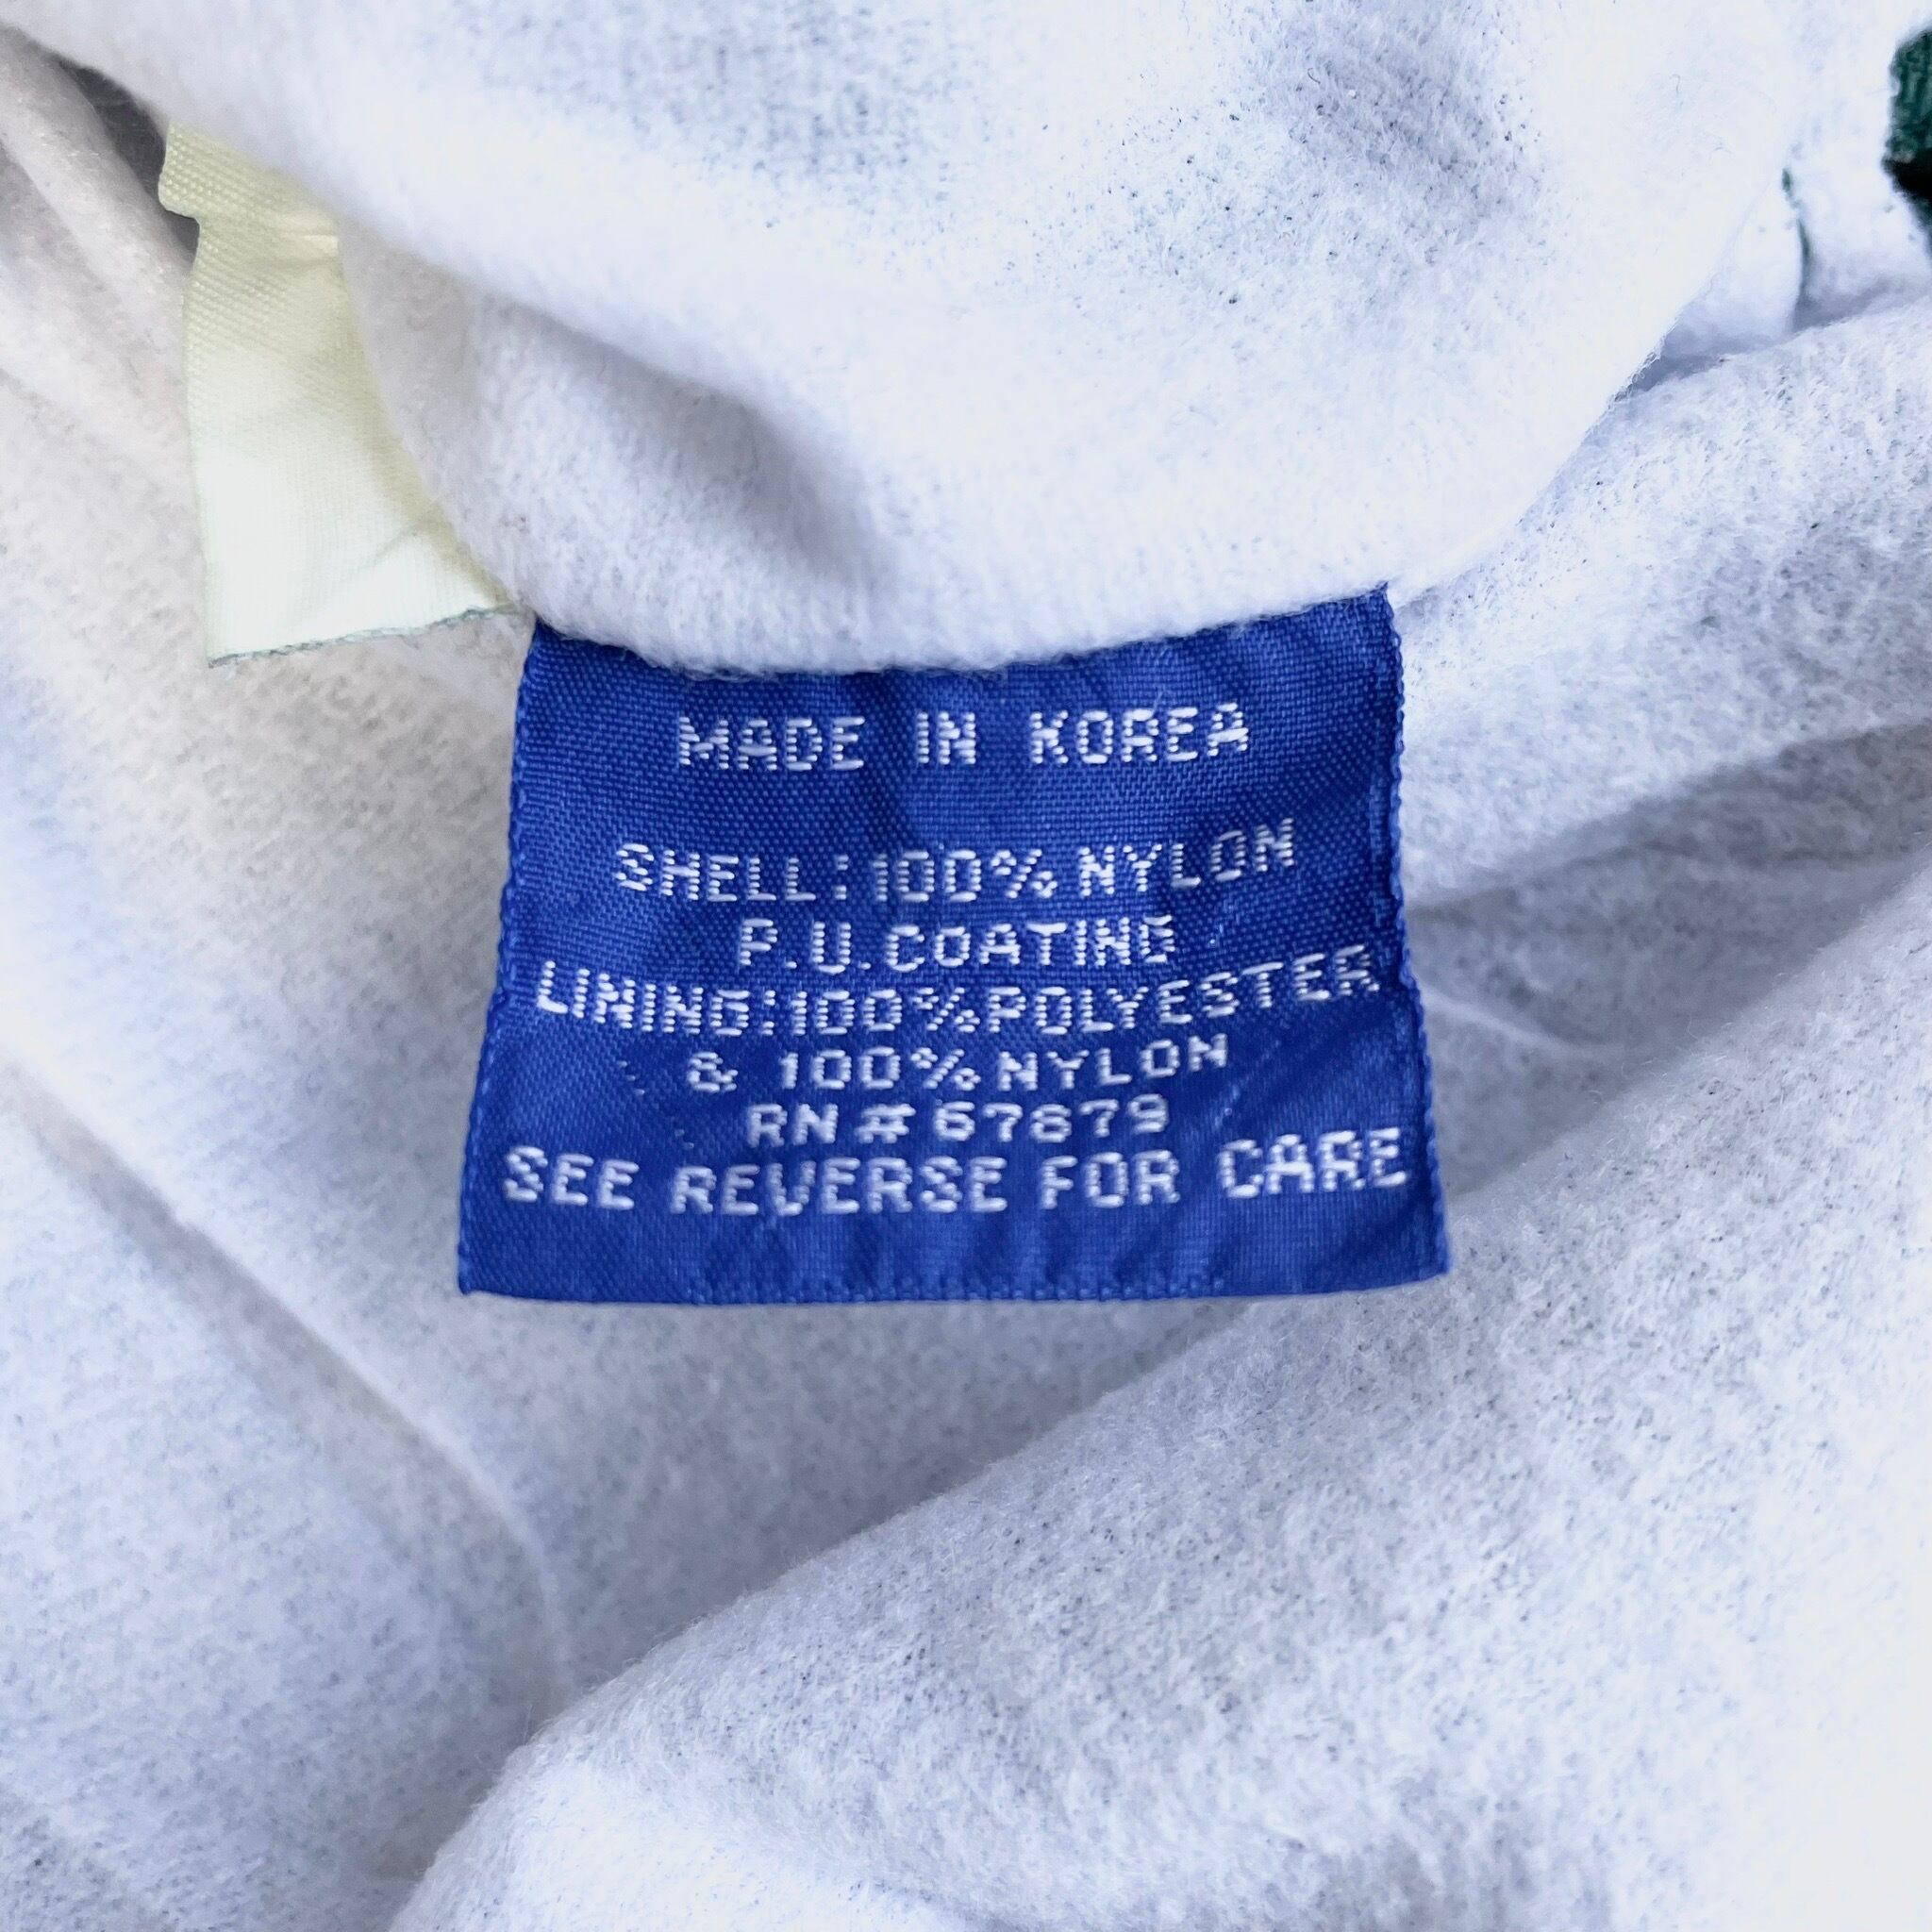 MADE IN KOREA
SHELL:100% NYLON
P.U.COATING
LINING:100%POLYESTER
& 100%NYLON
RN#67679
SEE REVERSE FOR CARE